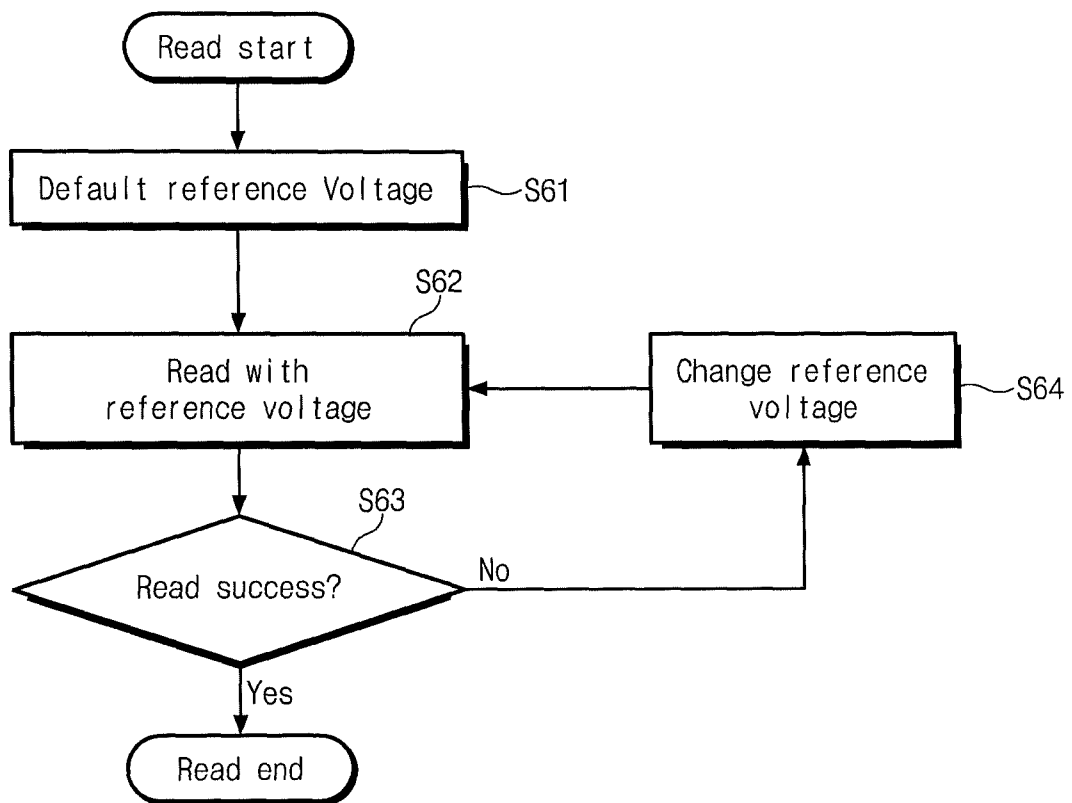 Read start
Default reference Voltage
S61
S62
Read with
reference voltage
Change reference
voltage
S64
S63
Read success?
No
Yes
Read end